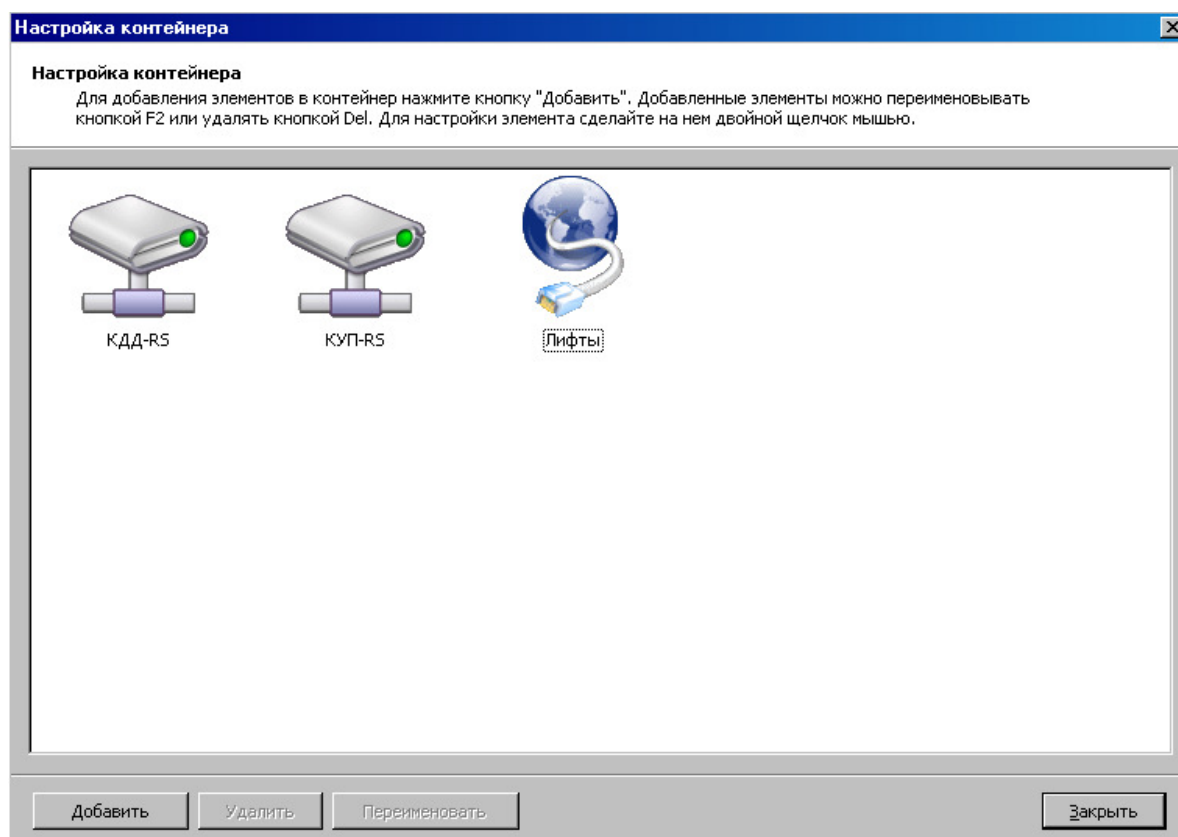 Настройка контейнера
Настройка контейнера
Для добавления элементов в контейнер нажмите кнопку "Добавить". Добавленные элементы можно переименовывать
кнопкой F2 или удалять кнопкой Del. Для настройки элемента сделайте на нем двойной щелчок мышью.
КДД-RS КУП-RS Лифты
Добавить Удалить Переименовать Закрыть